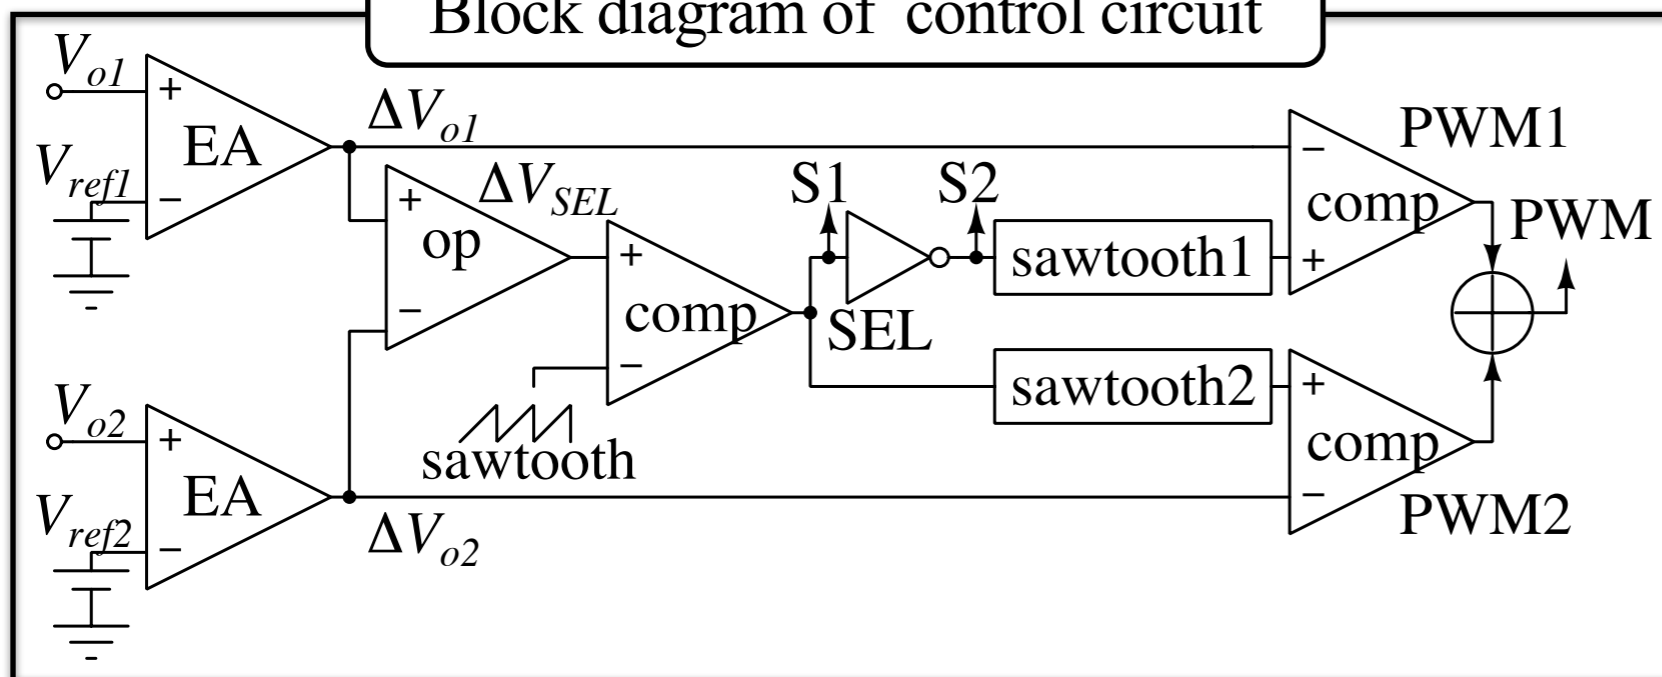 Block diagram of control circuit
Vo1
+
EA
Vref1
−
ΔVo1
+
op
−
ΔVSEL
+
comp
−
sawtooth
S1
S2
SEL
sawtooth1
sawtooth2
−
comp
+
PWM1
PWM
+
comp
−
PWM2
Vo2
+
EA
Vref2
−
ΔVo2